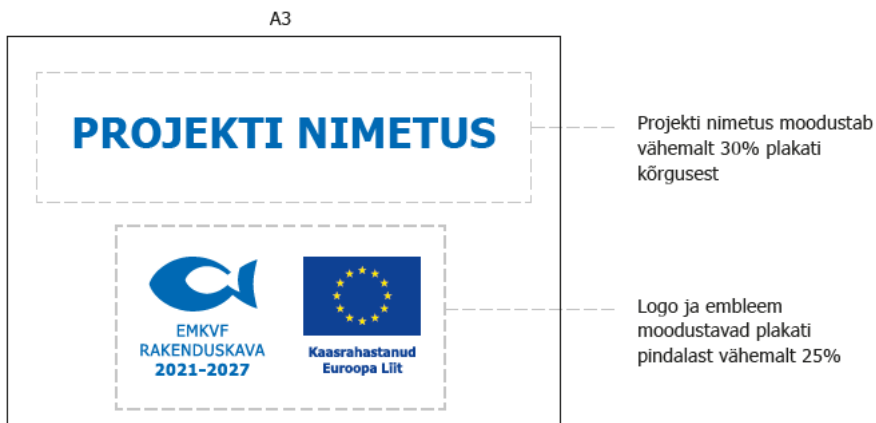 A3
PROJEKTI NIMETUS
Projekti nimetus moodustab
vähemalt 30% plakati
kõrgusest
EMKVF
RAKENDUSKAVA
2021-2027
Kaasrahastanud
Euroopa Liit
Logo ja embleem
moodustavad plakati
pindalast vähemalt 25%